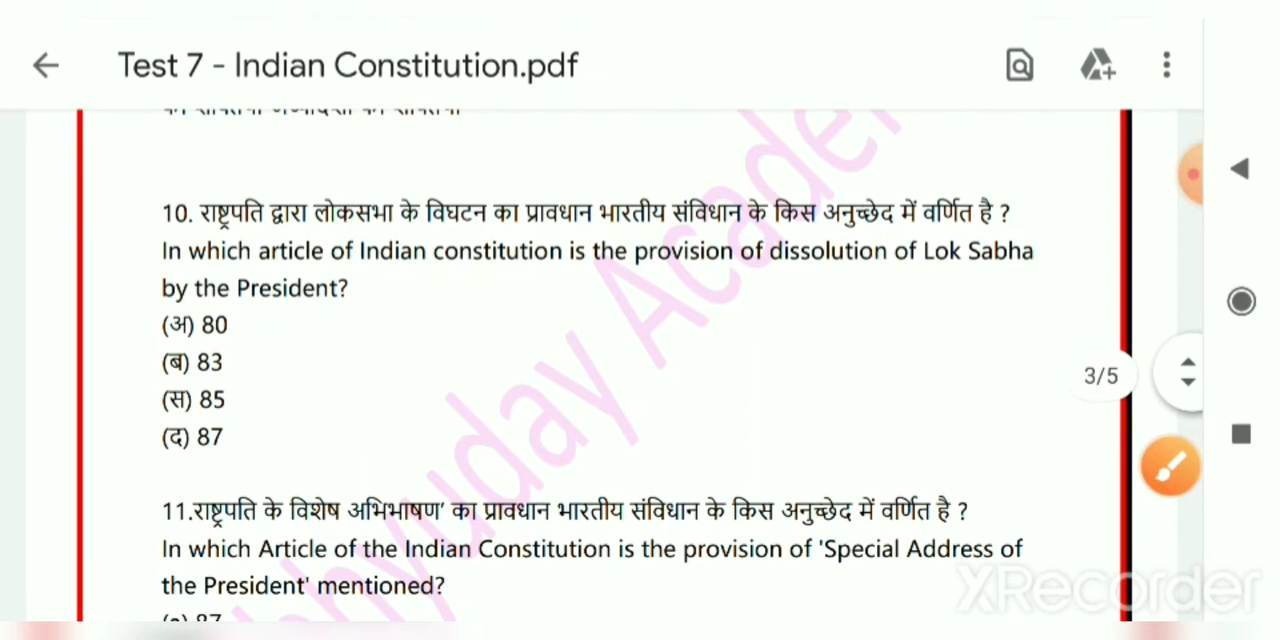 Test 7 - Indian Constitution.pdf
10. राष्ट्रपति द्वारा लोकसभा के विघटन का प्रावधान भारतीय संविधान के किस अनुच्छेद में वर्णित है ?
In which article of Indian constitution is the provision of dissolution of Lok Sabha
by the President?
(अ) 80
(ब) 83
(स) 85
(द) 87
3/5
11.राष्ट्रपति के विशेष अभिभाषण’ का प्रावधान भारतीय संविधान के किस अनुच्छेद में वर्णित है ?
In which Article of the Indian Constitution is the provision of 'Special Address of
the President' mentioned?
XRecorder